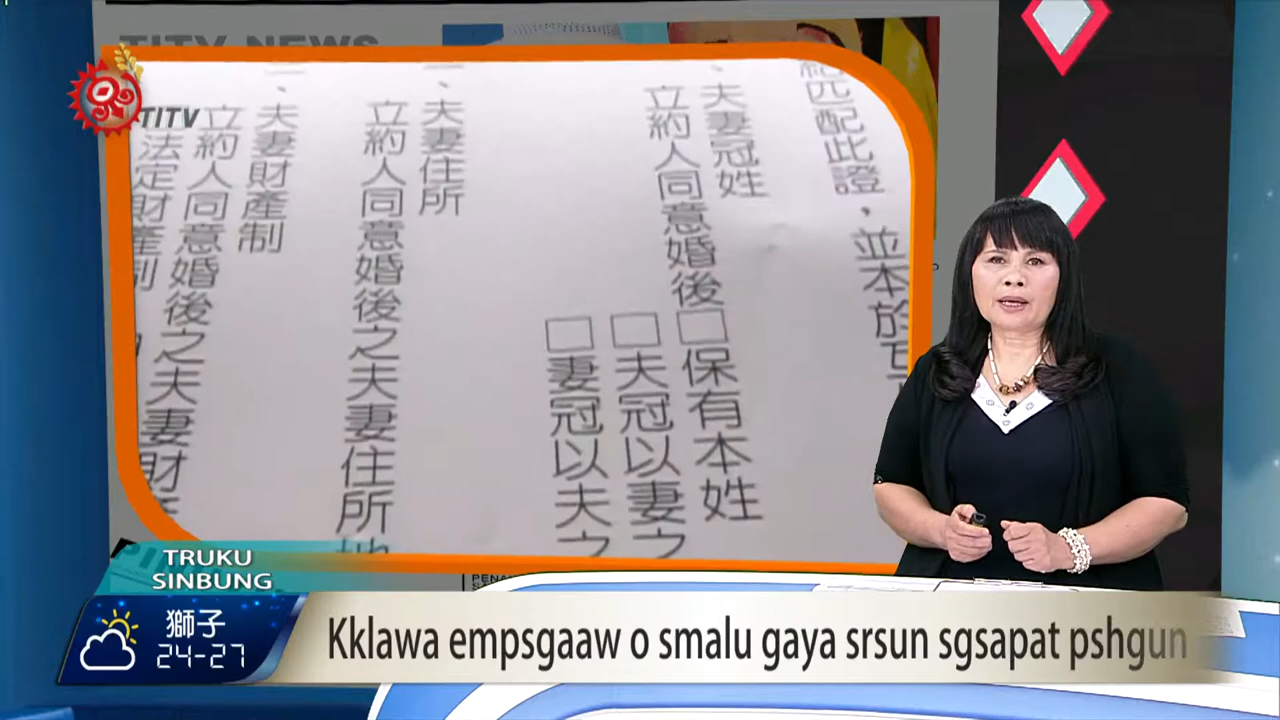 TITV NEWS
TITV
結匹配此證，並本於互
、夫妻冠姓
立約人同意婚後□保有本姓
□夫冠以妻之
□妻冠以夫之
一、夫妻住所
立約人同意婚後之夫妻住所地
一、夫妻財產制
立約人同意婚後之夫妻財產
法定財產制
TRUKU
SINBUNG
獅子
24-27
Kklawa empsgaaw o smalu gaya srsun sgsapat pshgun